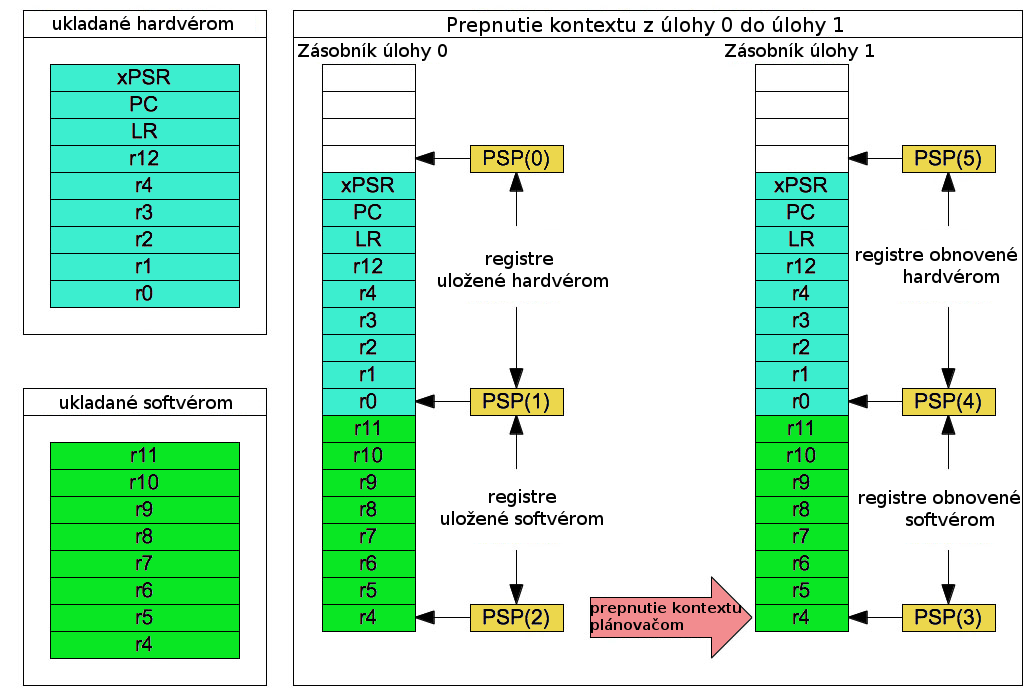 ukladané hardvérom
xPSR
PC
LR
r12
r4
r3
r2
r1
r0
ukladané softvérom
r11
r10
r9
r8
r7
r6
r5
r4
Prepnutie kontextu z úlohy 0 do úlohy 1
Zásobník úlohy 0
xPSR
PC
LR
r12
r4
r3
r2
r1
r0
r11
r10
r9
r8
r7
r6
r5
r4
PSP(0)
registre
uložené hardvérom
PSP(1)
registre
uložené softvérom
PSP(2)
prepnutie kontextu
plánovačom
Zásobník úlohy 1
xPSR
PC
LR
r12
r4
r3
r2
r1
r0
r11
r10
r9
r8
r7
r6
r5
r4
PSP(5)
registre obnovené
hardvérom
PSP(4)
registre obnovené
softvérom
PSP(3)